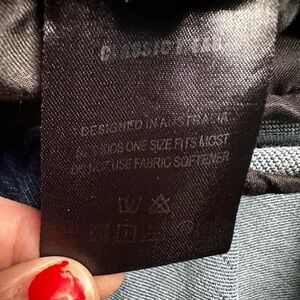 CLASSIC
DESIGNED IN AUSTRALIA
ONE SIZE FITS MOST
DO NOT USE FABRIC SOFTENER